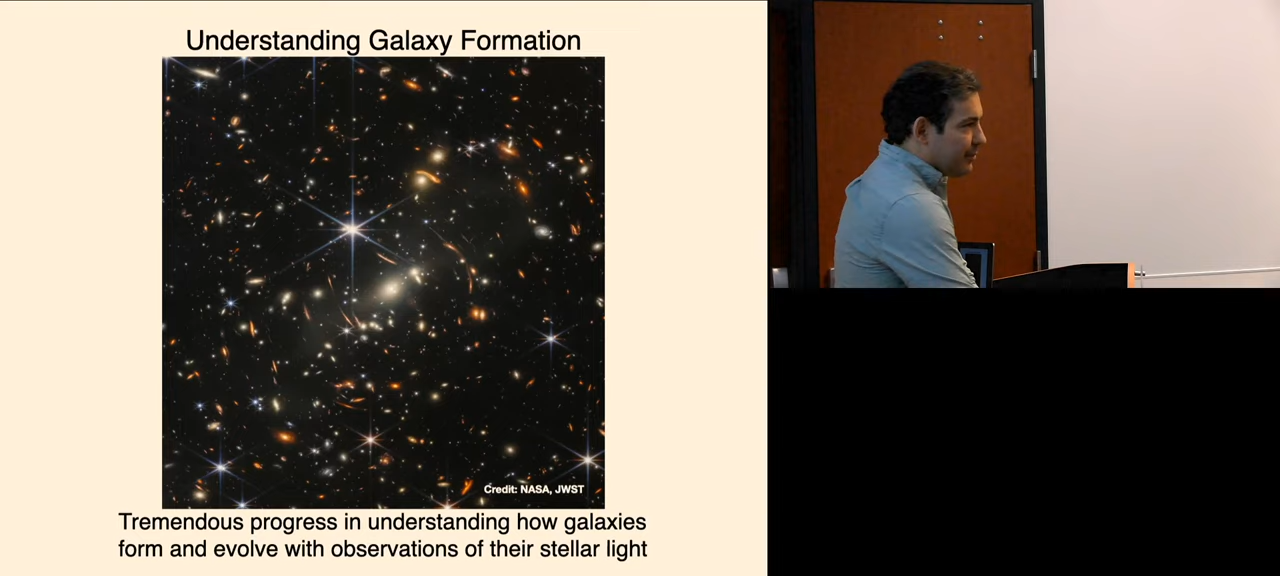 Understanding Galaxy Formation
Credit: NASA, JWST
Tremendous progress in understanding how galaxies
form and evolve with observations of their stellar light